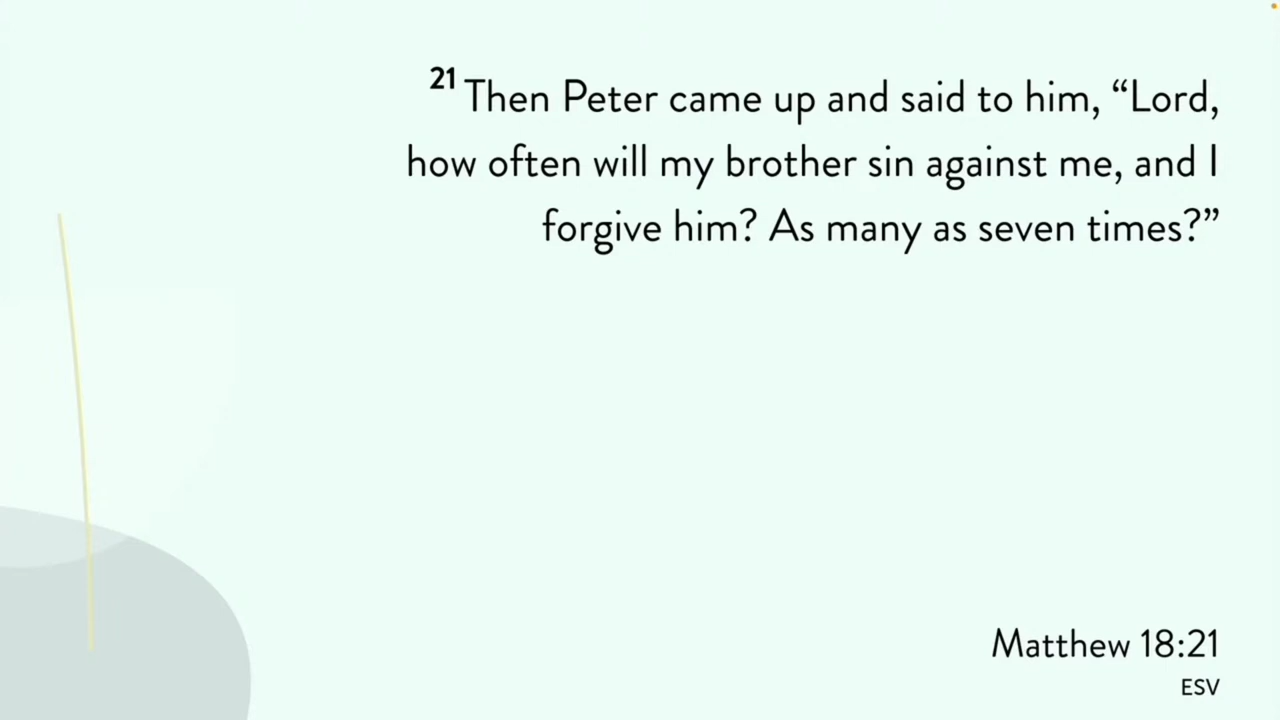 21 Then Peter came up and said to him, “Lord,
how often will my brother sin against me, and I
forgive him? As many as seven times?”
Matthew 18:21
ESV